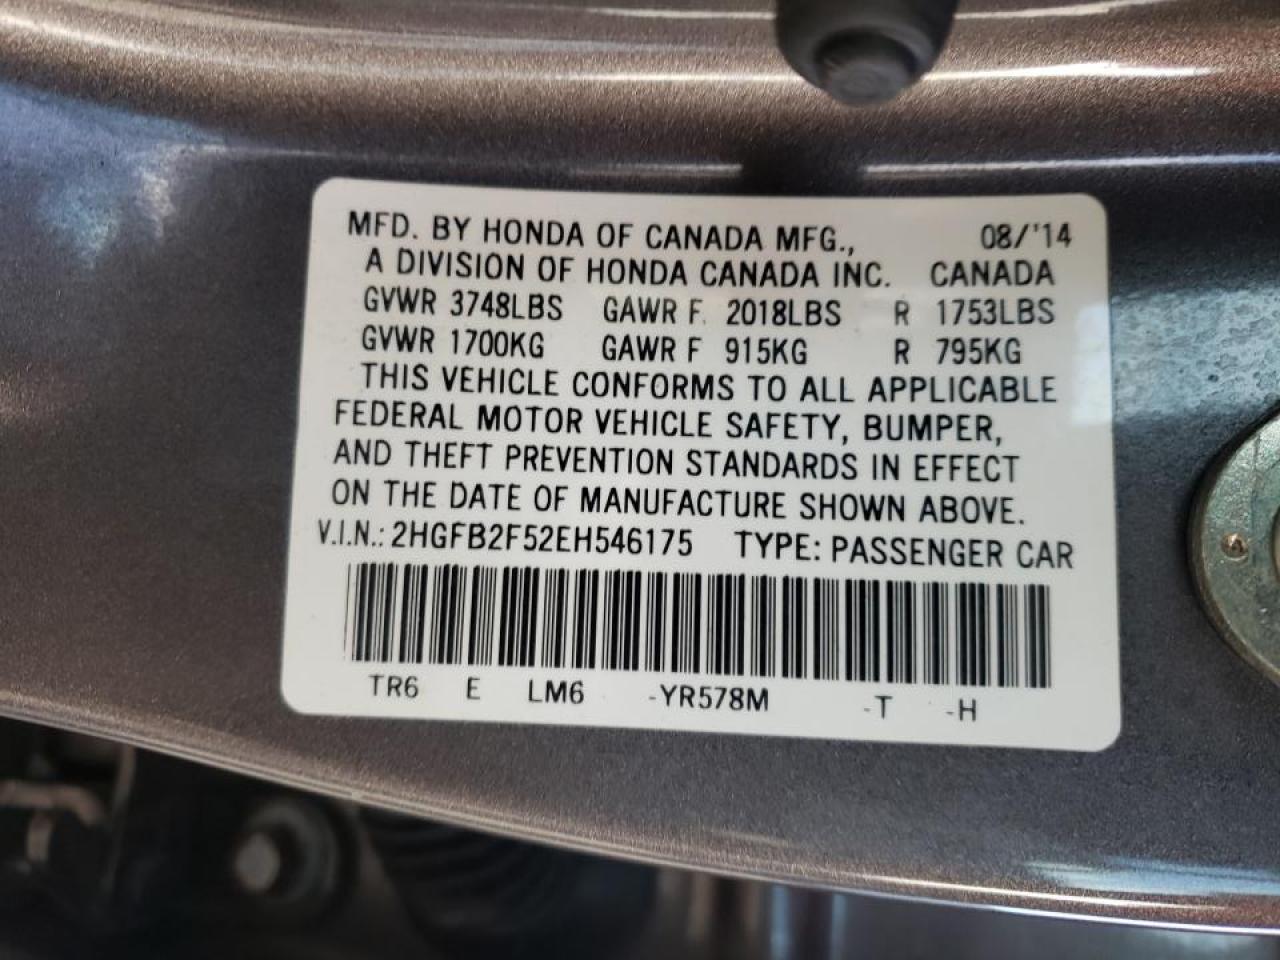 MFD. BY HONDA OF CANADA MFG., 08/'14
A DIVISION OF HONDA CANADA INC. CANADA
GVWR 3748LBS GAWR F. 2018LBS R 1753LBS
GVWR 1700KG GAWR F 915KG R 795KG
THIS VEHICLE CONFORMS TO ALL APPLICABLE
FEDERAL MOTOR VEHICLE SAFETY, BUMPER,
AND THEFT PREVENTION STANDARDS IN EFFECT
ON THE DATE OF MANUFACTURE SHOWN ABOVE.
V.I.N.: 2HGFB2F52EH546175 TYPE: PASSENGER CAR
TR6 E LM6 -YR578M -T -H